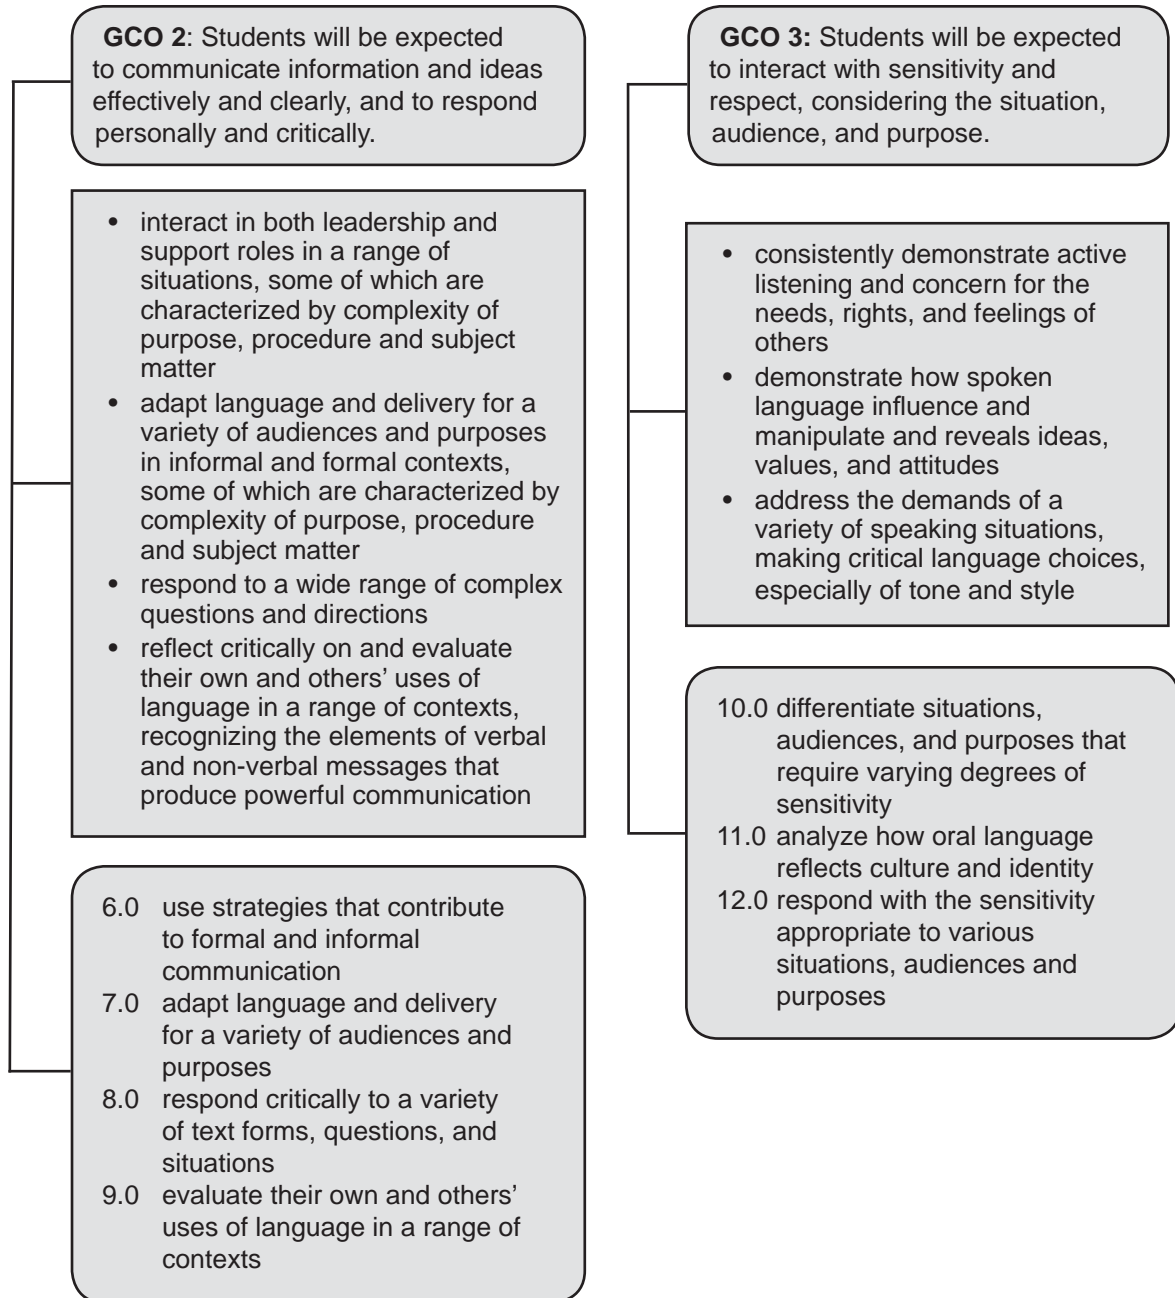 GCO 2: Students will be expected
to communicate information and ideas
effectively and clearly, and to respond
personally and critically.
• interact in both leadership and
support roles in a range of
situations, some of which are
characterized by complexity of
purpose, procedure and subject
matter
• adapt language and delivery for a
variety of audiences and purposes
in informal and formal contexts,
some of which are characterized by
complexity of purpose, procedure
and subject matter
• respond to a wide range of complex
questions and directions
• reflect critically on and evaluate
their own and others’ uses of
language in a range of contexts,
recognizing the elements of verbal
and non-verbal messages that
produce powerful communication
6.0 use strategies that contribute
to formal and informal
communication
7.0 adapt language and delivery
for a variety of audiences and
purposes
8.0 respond critically to a variety
of text forms, questions, and
situations
9.0 evaluate their own and others’
uses of language in a range of
contexts
GCO 3: Students will be expected
to interact with sensitivity and
respect, considering the situation,
audience, and purpose.
• consistently demonstrate active
listening and concern for the
needs, rights, and feelings of
others
• demonstrate how spoken
language influence and
manipulate and reveals ideas,
values, and attitudes
• address the demands of a
variety of speaking situations,
making critical language choices,
especially of tone and style
10.0 differentiate situations,
audiences, and purposes that
require varying degrees of
sensitivity
11.0 analyze how oral language
reflects culture and identity
12.0 respond with the sensitivity
appropriate to various
situations, audiences and
purposes